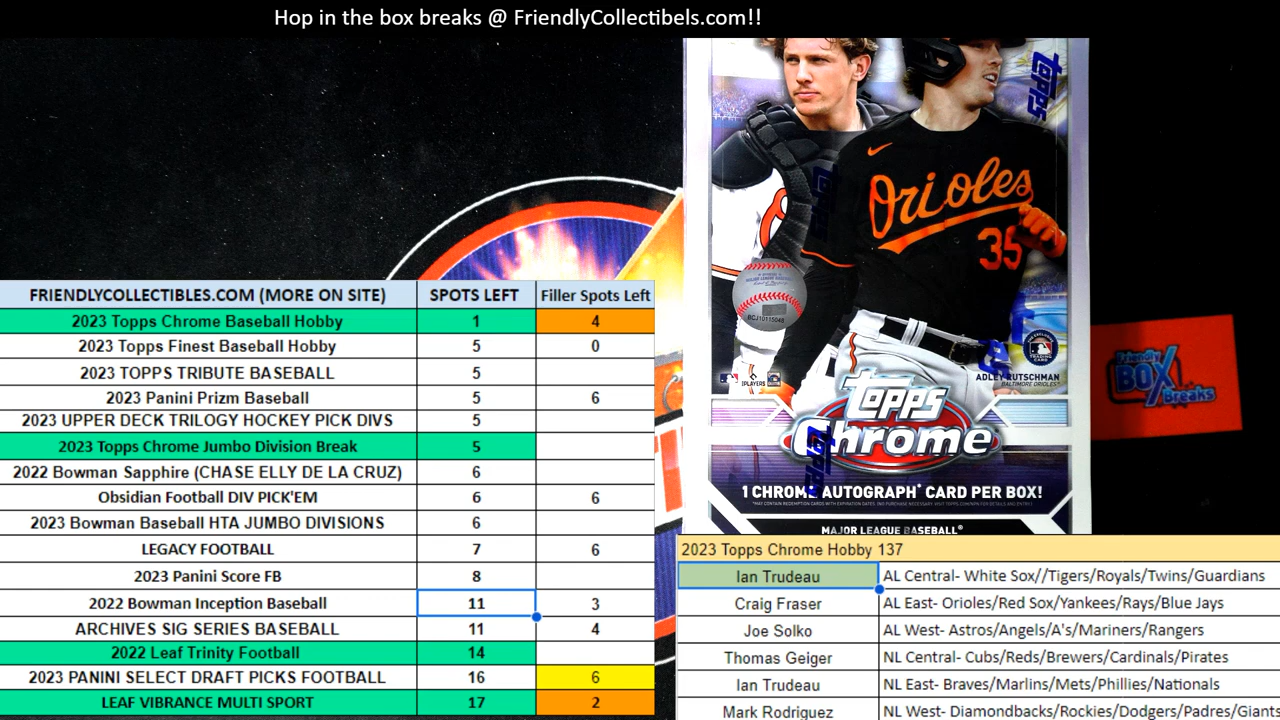 Hop in the box breaks @ FriendlyCollectibels.com!!
FRIENDLYCOLLECTIBLES.COM (MORE ON SITE) SPOTS LEFT Filler Spots Left
2023 Topps Chrome Baseball Hobby 1 4
2023 Topps Finest Baseball Hobby 5 0
2023 TOPPS TRIBUTE BASEBALL 5
2023 Panini Prizm Baseball 5 6
2023 UPPER DECK TRILOGY HOCKEY PICK DIVS 5
2023 Topps Chrome Jumbo Division Break 5
2022 Bowman Sapphire (CHASE ELLY DE LA CRUZ) 6
Obsidian Football DIV PICK'EM 6 6
2023 Bowman Baseball HTA JUMBO DIVISIONS 6
LEGACY FOOTBALL 7 6
2023 Panini Score FB 8
2022 Bowman Inception Baseball 11 3
ARCHIVES SIG SERIES BASEBALL 11 4
2022 Leaf Trinity Football 14
2023 PANINI SELECT DRAFT PICKS FOOTBALL 16 6
LEAF VIBRANCE MULTI SPORT 17 2
topps
Orioles
35
ADLEY RUTSCHMAN
BALTIMORE ORIOLES
PLAYERS
topps
Chrome
topps
topps
1 CHROME AUTOGRAPH* CARD PER BOX!
MAJOR LEAGUE BASEBALL®
Friendly
BOX
Breaks
2023 Topps Chrome Hobby 137
Ian Trudeau AL Central- White Sox//Tigers/Royals/Twins/Guardians
Craig Fraser AL East- Orioles/Red Sox/Yankees/Rays/Blue Jays
Joe Solko AL West- Astros/Angels/A's/Mariners/Rangers
Thomas Geiger NL Central- Cubs/Reds/Brewers/Cardinals/Pirates
Ian Trudeau NL East- Braves/Marlins/Mets/Phillies/Nationals
Mark Rodriguez NL West- Diamondbacks/Rockies/Dodgers/Padres/Giants